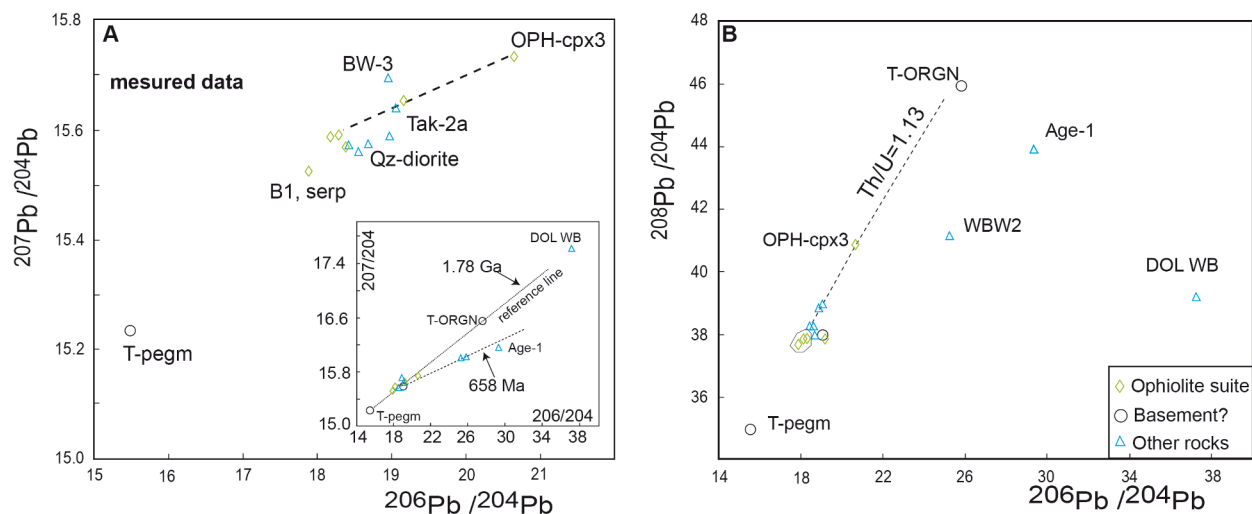 A
mesured data
OPH-cpx3
BW-3
Tak-2a
Qz-diorite
B1, serp
T-pegm
207Pb /204Pb
15.8
15.6
15.4
15.2
15.0
15
16
17
18
19
20
21
206Pb /204Pb
207/204
DOL WB
1.78 Ga
reference line
T-ORGN
Age-1
658 Ma
T-pegm
206/204
17.4
16.6
15.6
15.0
14
18
22
26
29
34
38
B
T-ORGN
Th/U=1.13
Age-1
WBW2
OPH-cpx3
DOL WB
T-pegm
208Pb /204Pb
48
46
44
42
40
38
36
14
18
22
26
30
34
38
206Pb /204Pb
Ophiolite suite
Basement?
Other rocks